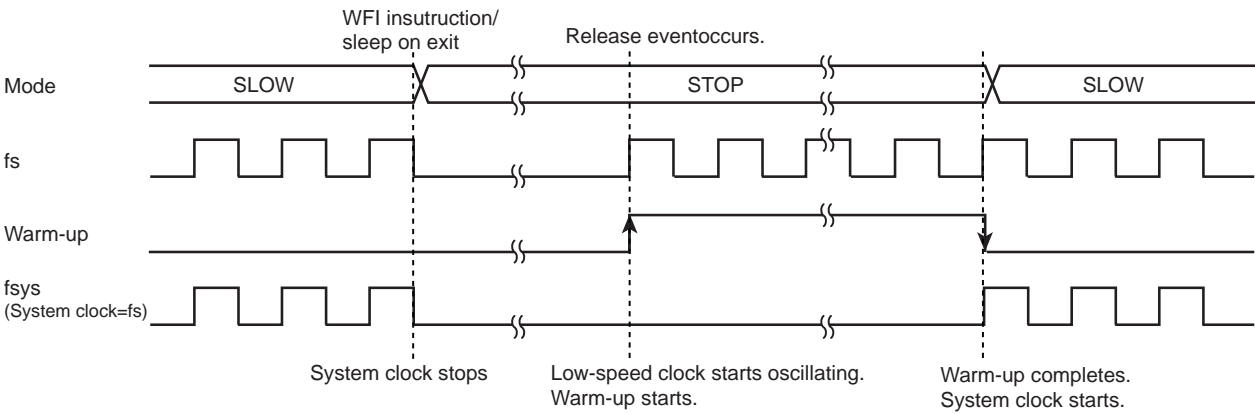 WFI insutruction/
sleep on exit
Release eventoccurs.
Mode
SLOW
STOP
SLOW
fs
Warm-up
fsys
(System clock=fs)
System clock stops
Low-speed clock starts oscillating.
Warm-up starts.
Warm-up completes.
System clock starts.